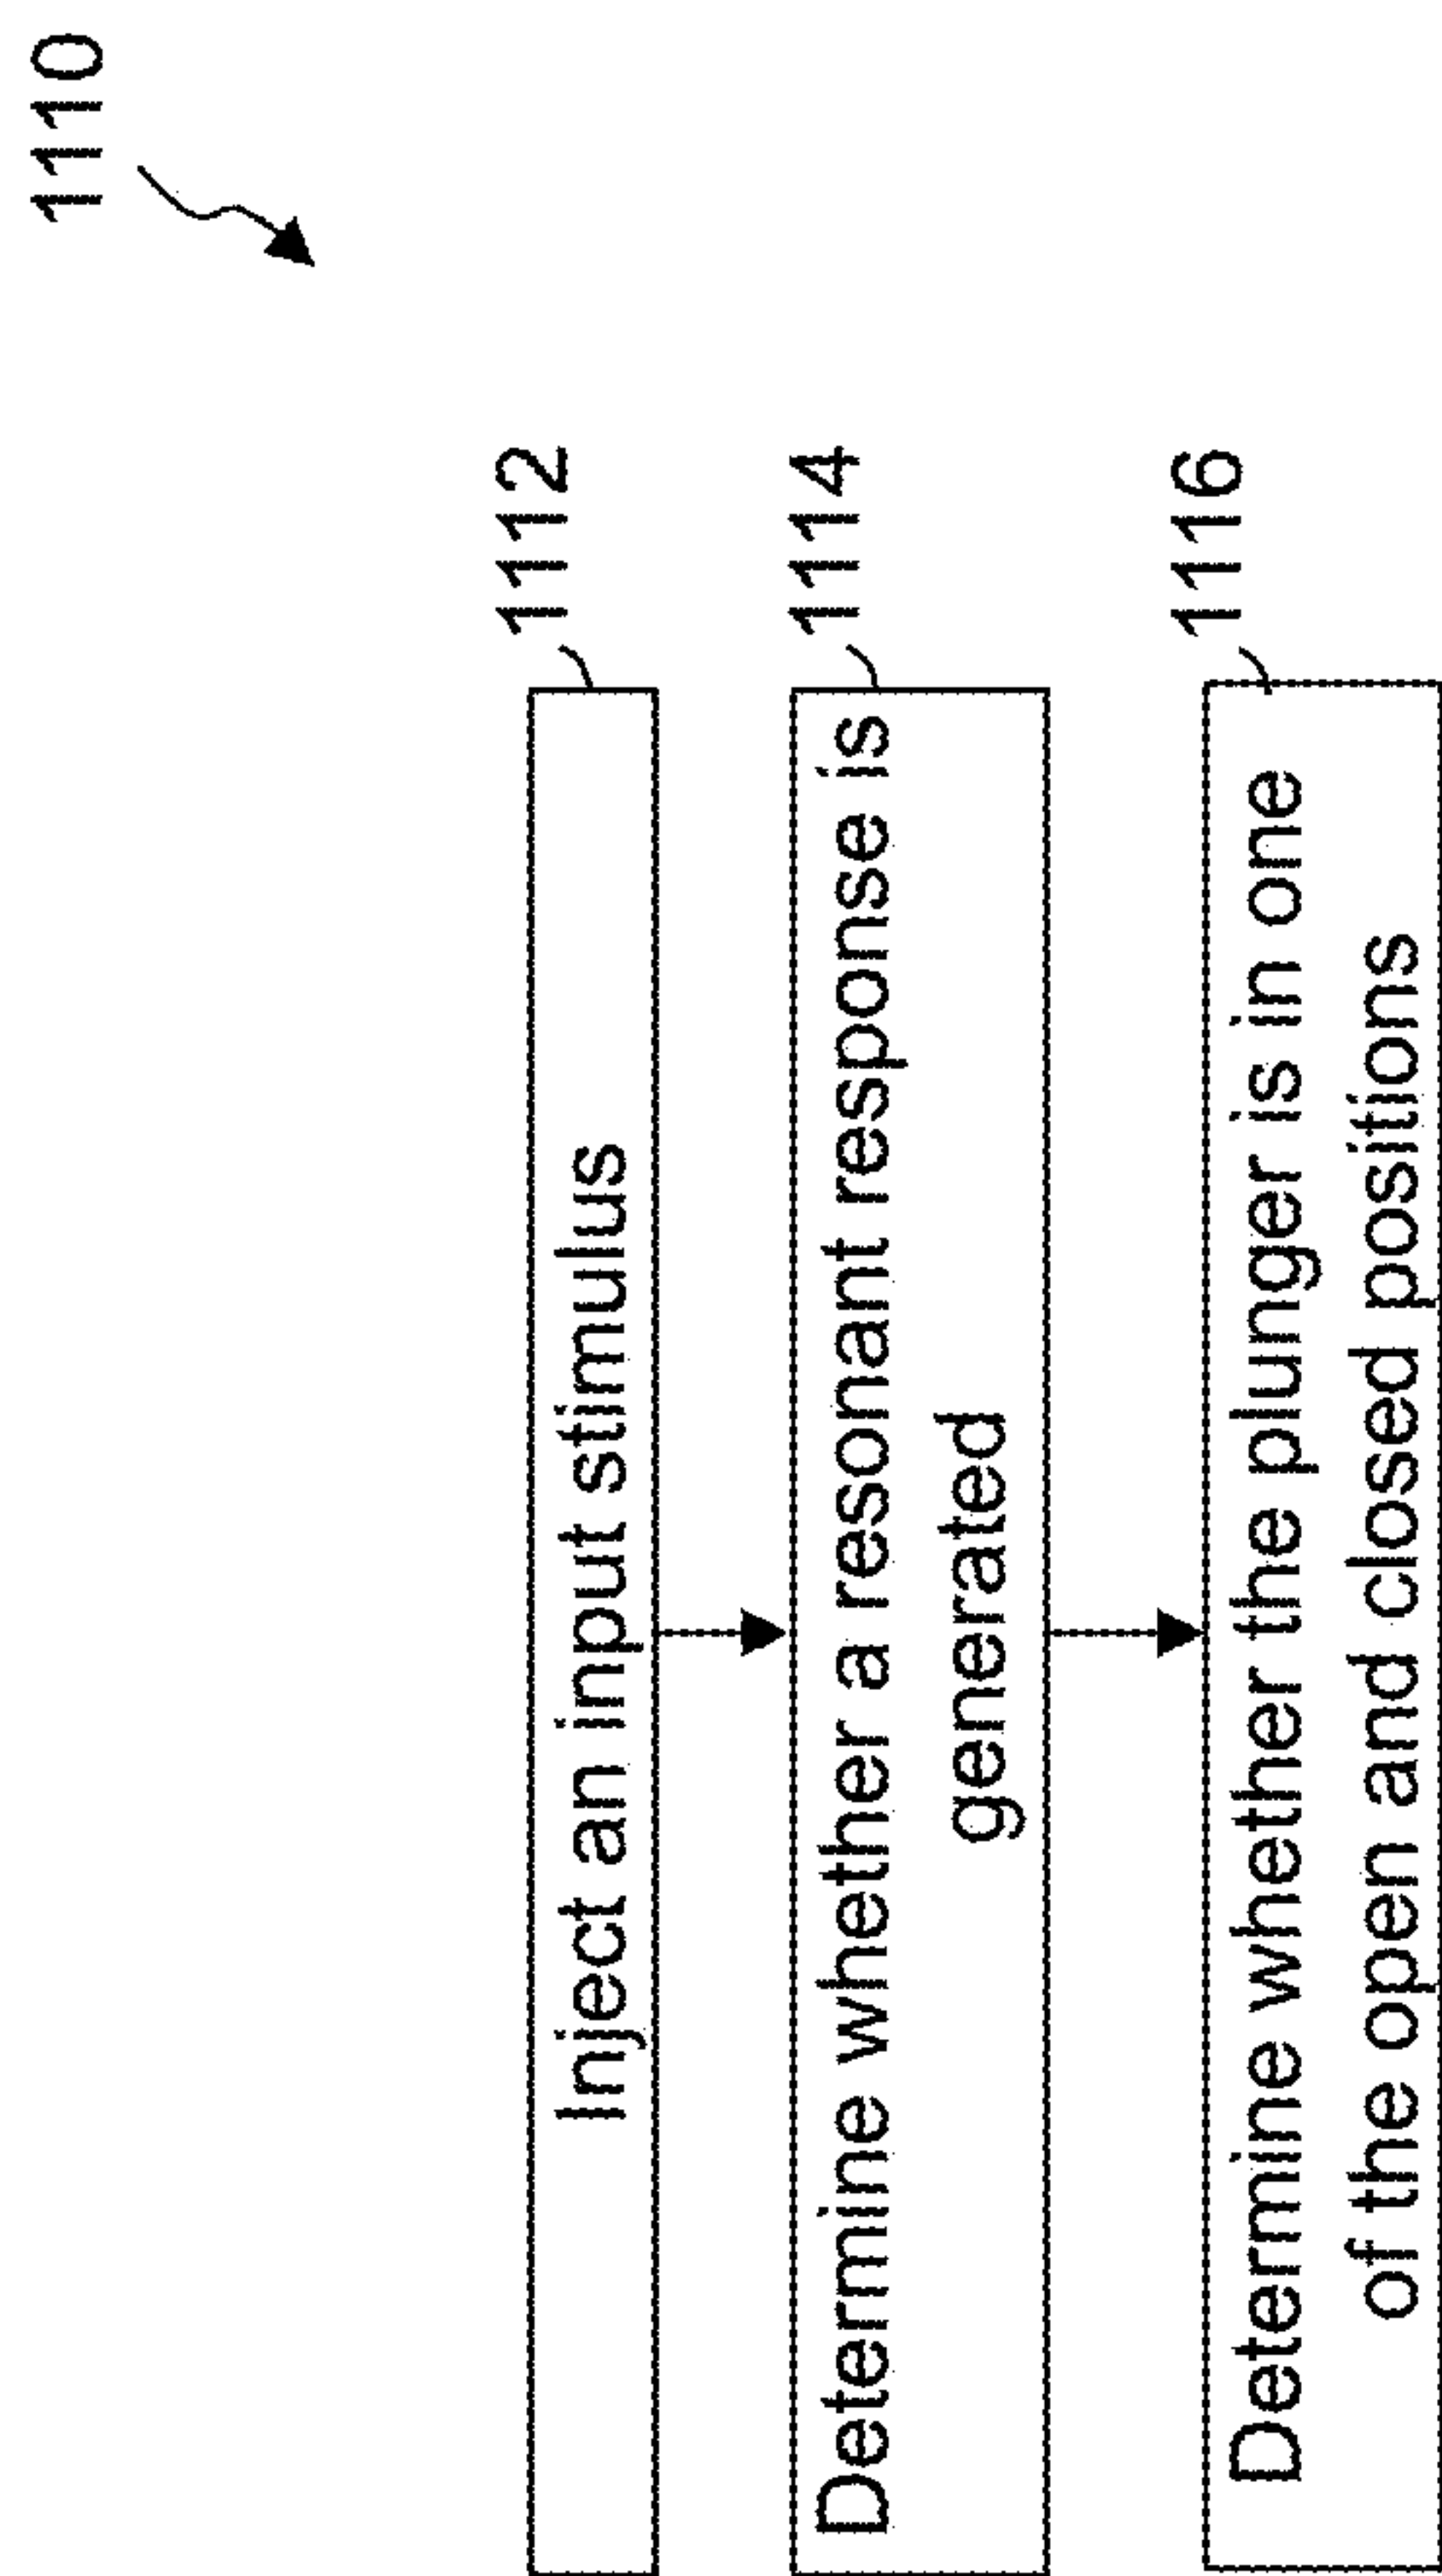 1110
1112
Inject an input stimulus
1114
Determine whether a resonant response is
generated
1116
Determine whether the plunger is in one
of the open and closed positions